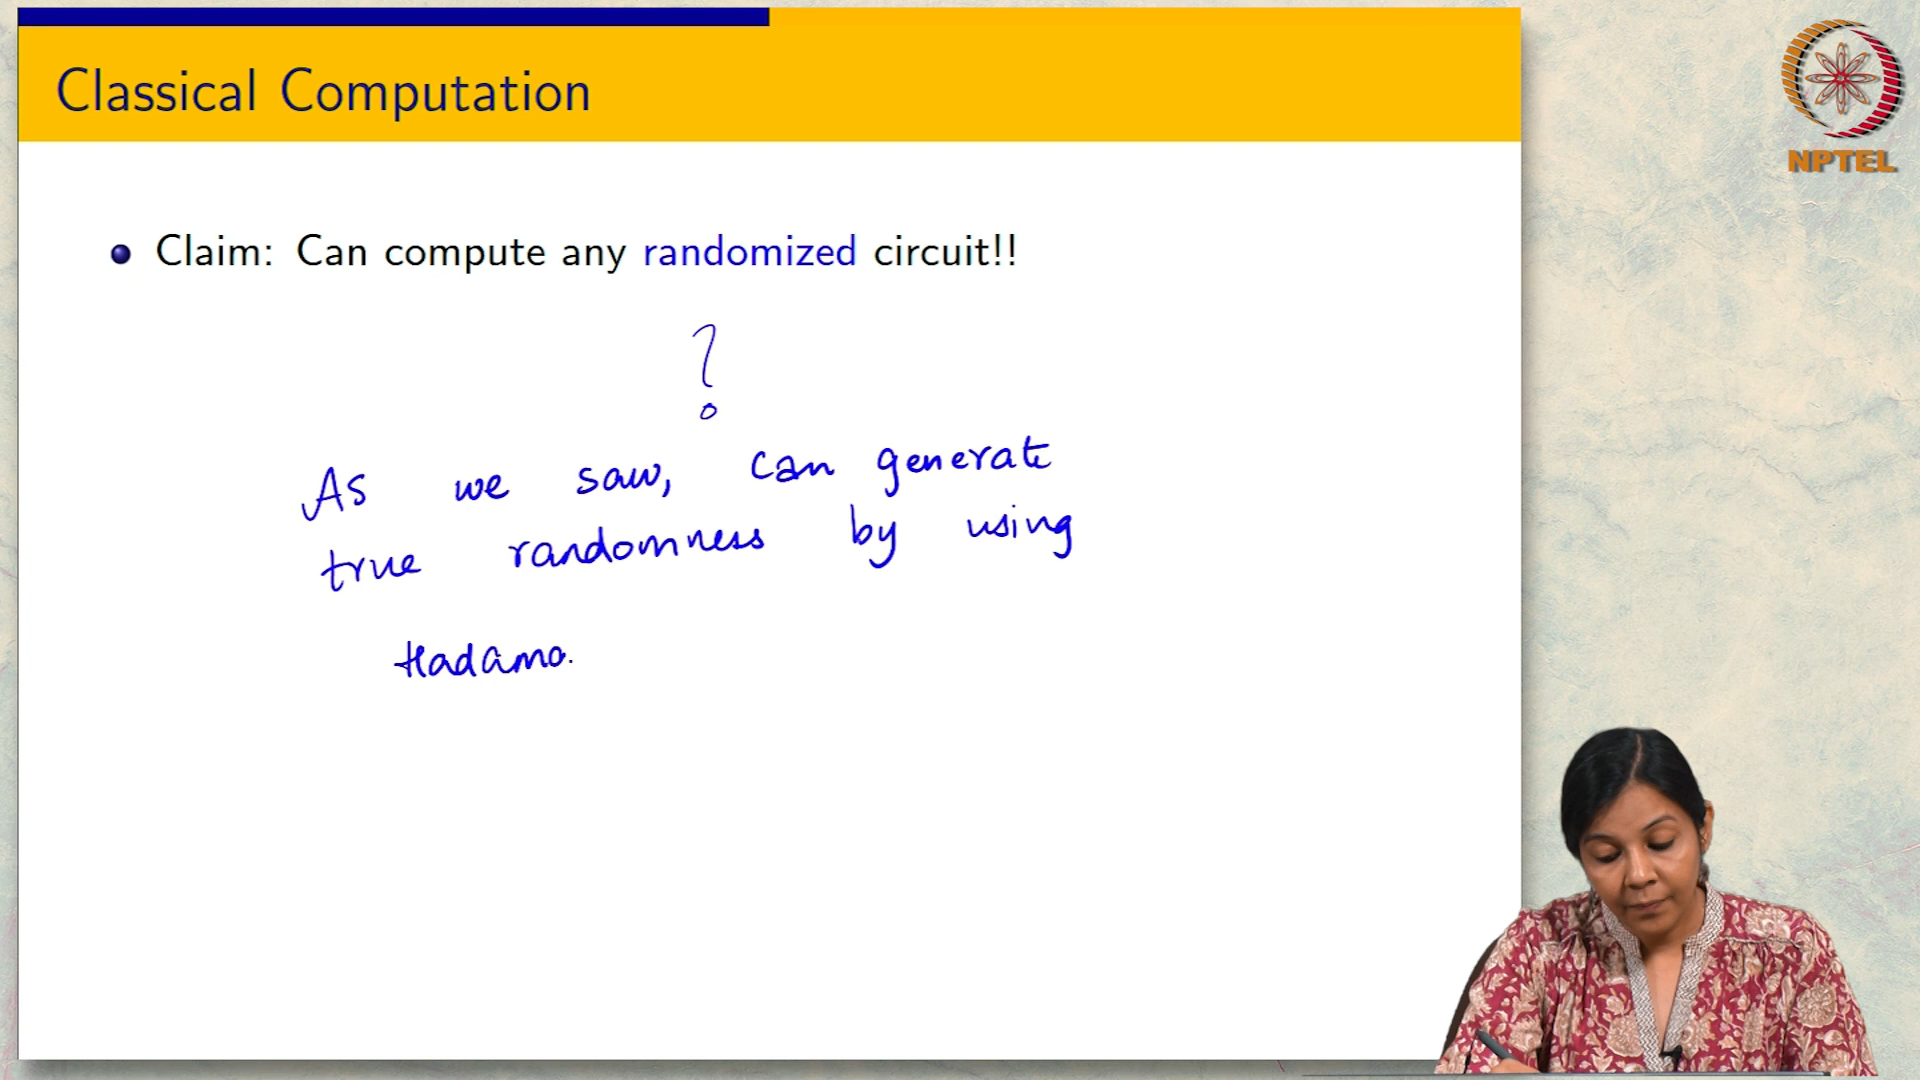 Classical Computation
NPTEL
Claim: Can compute any randomized circuit!!
?
As we saw, can generate
true randomness by using
Hadama